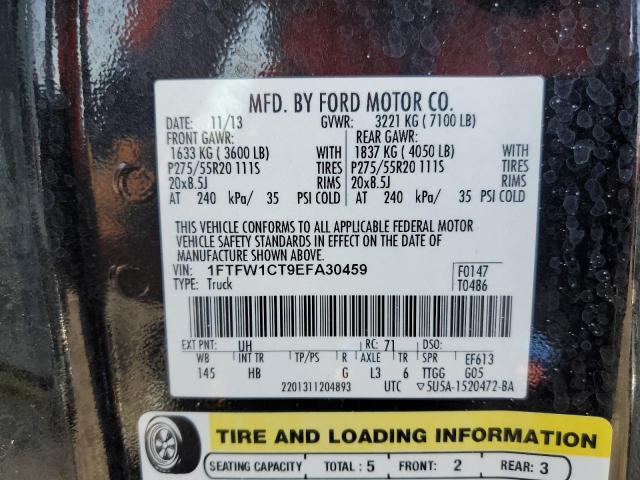 MFD. BY FORD MOTOR CO.
DATE: 11/13 GVWR: 3221 KG ( 7100 LB)
FRONT GAWR: REAR GAWR:
1633 KG ( 3600 LB) WITH 1837 KG ( 4050 LB) WITH
P275/55R20 111S TIRES P275/55R20 111S TIRES
20x8.5J RIMS 20x8.5J RIMS
AT 240 kPa/ 35 PSI COLD AT 240 kPa/ 35 PSI COLD
THIS VEHICLE CONFORMS TO ALL APPLICABLE FEDERAL MOTOR
VEHICLE SAFETY STANDARDS IN EFFECT ON THE DATE OF
MANUFACTURE SHOWN ABOVE.
VIN: 1FTFW1CT9EFA30459 F0147
TYPE: Truck T0486
EXT PNT: UH RC: 71 DSO:
WB INT TR TP/PS R AXLE TR SPR EF613
145 HB G L3 6 TTGG G05
2201311204893 UTC ▽5U5A-1520472-BA
TIRE AND LOADING INFORMATION
SEATING CAPACITY TOTAL : 5 FRONT: 2 REAR: 3